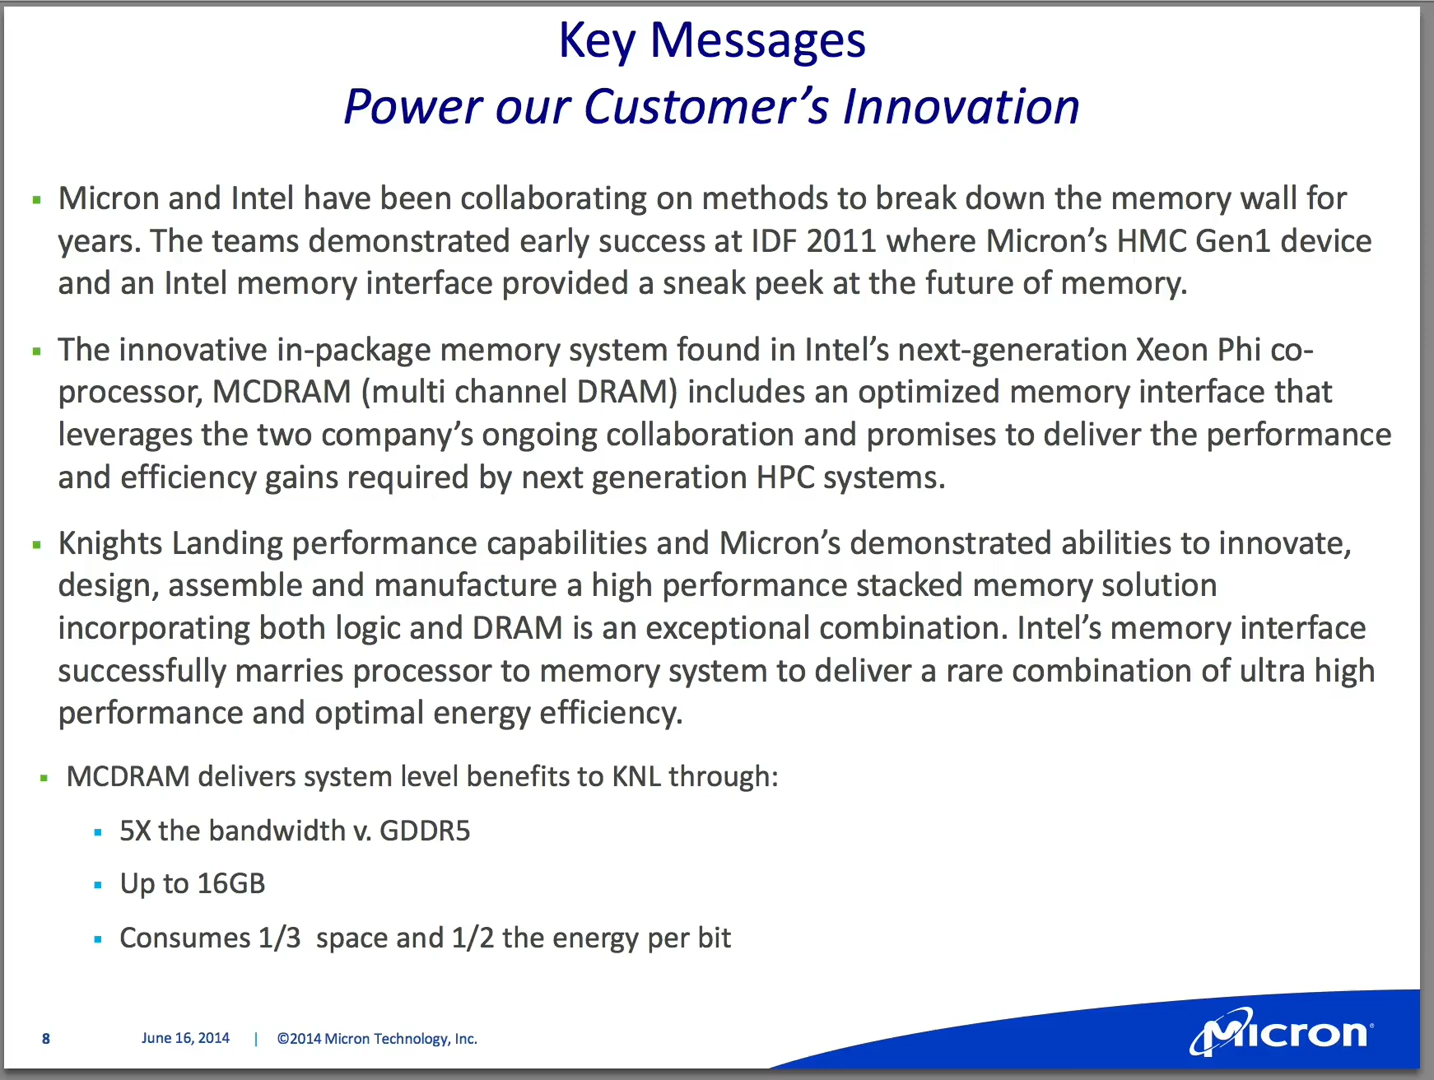 Key Messages
Power our Customer’s Innovation
▪ Micron and Intel have been collaborating on methods to break down the memory wall for
years. The teams demonstrated early success at IDF 2011 where Micron’s HMC Gen1 device
and an Intel memory interface provided a sneak peek at the future of memory.
▪ The innovative in-package memory system found in Intel’s next-generation Xeon Phi co-
processor, MCDRAM (multi channel DRAM) includes an optimized memory interface that
leverages the two company’s ongoing collaboration and promises to deliver the performance
and efficiency gains required by next generation HPC systems.
▪ Knights Landing performance capabilities and Micron’s demonstrated abilities to innovate,
design, assemble and manufacture a high performance stacked memory solution
incorporating both logic and DRAM is an exceptional combination. Intel’s memory interface
successfully marries processor to memory system to deliver a rare combination of ultra high
performance and optimal energy efficiency.
▪ MCDRAM delivers system level benefits to KNL through:
▪ 5X the bandwidth v. GDDR5
▪ Up to 16GB
▪ Consumes 1/3 space and 1/2 the energy per bit
8 June 16, 2014 | ©2014 Micron Technology, Inc.
Micron